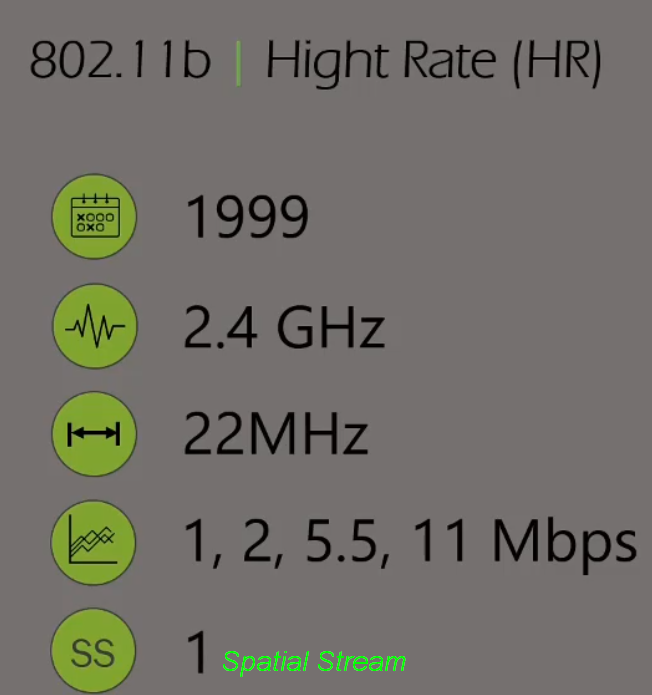 802.11b | Hight Rate (HR)
1999
2.4 GHz
22MHz
1, 2, 5.5, 11 Mbps
SS 1 Spatial Stream